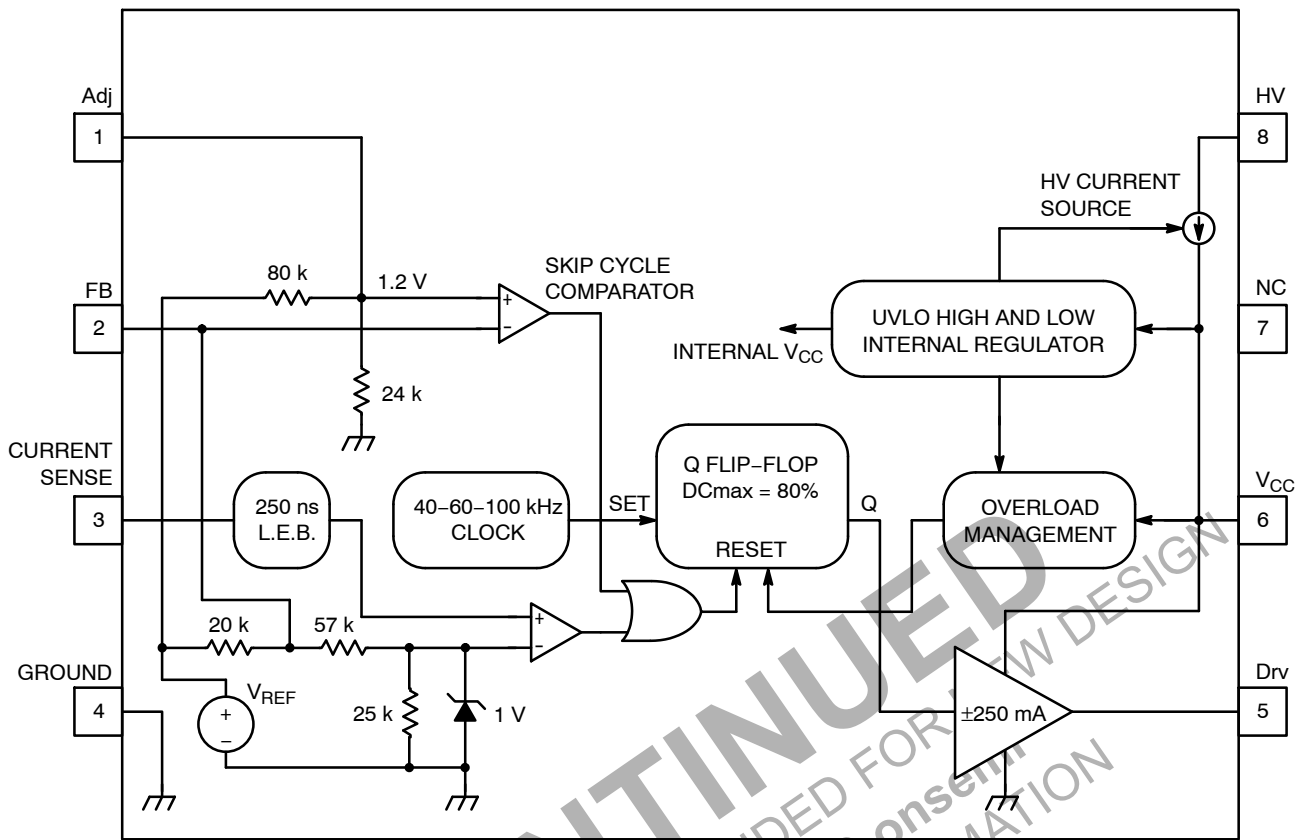 Adj
1
HV
8
HV CURRENT
SOURCE
80 k
1.2 V
SKIP CYCLE
COMPARATOR
FB
2
+
−
NC
7
UVLO HIGH AND LOW
INTERNAL REGULATOR
INTERNAL VCC
24 k
CURRENT
SENSE
3
250 ns
L.E.B.
40−60−100 kHz
CLOCK
SET
Q FLIP−FLOP
DCmax = 80%
RESET
Q
OVERLOAD
MANAGEMENT
VCC
6
20 k
57 k
+
−
GROUND
4
VREF
+
−
25 k
1 V
±250 mA
Drv
5
onsemi